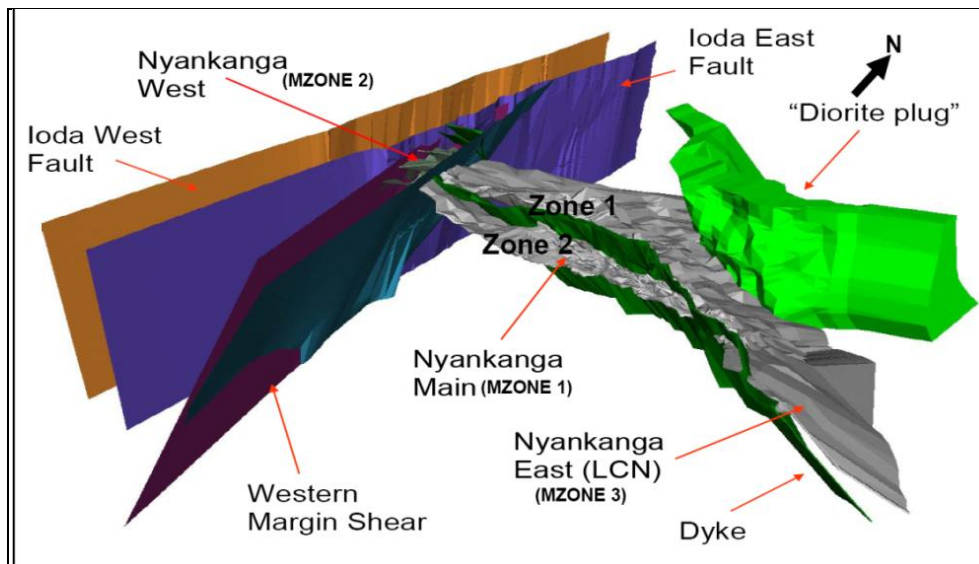 Nyankanga
West (MZONE 2)
Ioda East
Fault
N
"Diorite plug"
Ioda West
Fault
Zone 1
Zone 2
Nyankanga
Main (MZONE 1)
Nyankanga
East (LCN)
(MZONE 3)
Western
Margin Shear
Dyke